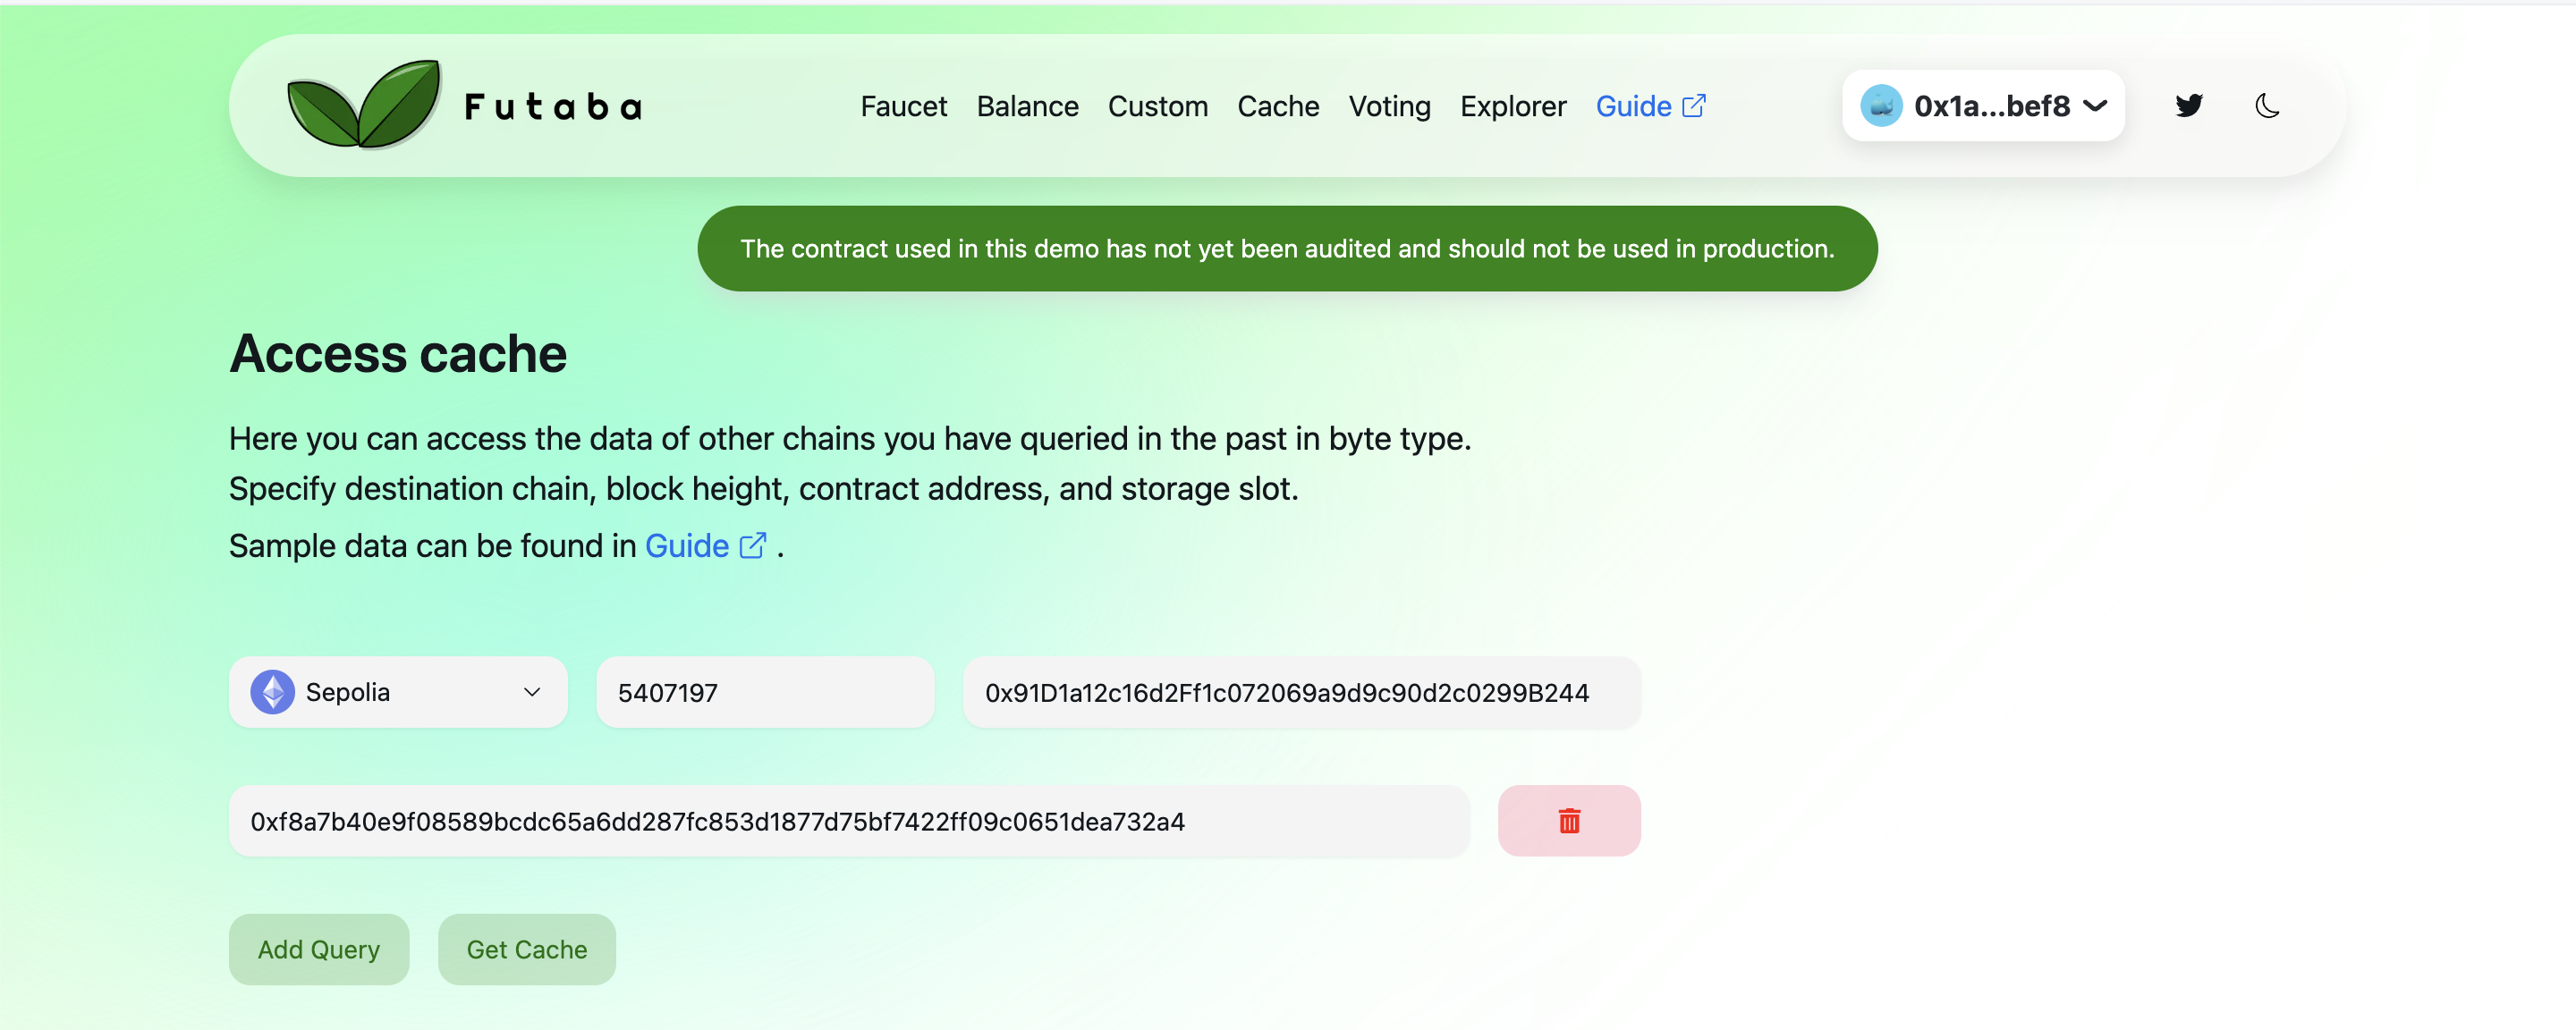 Futaba
Faucet Balance Custom Cache Voting Explorer Guide
0x1a...bef8
The contract used in this demo has not yet been audited and should not be used in production.
Access cache
Here you can access the data of other chains you have queried in the past in byte type.
Specify destination chain, block height, contract address, and storage slot.
Sample data can be found in Guide .
Sepolia
5407197
0x91D1a12c16d2Ff1c072069a9d9c90d2c0299B244
0xf8a7b40e9f08589bcdc65a6dd287fc853d1877d75bf7422ff09c0651dea732a4
Add Query
Get Cache